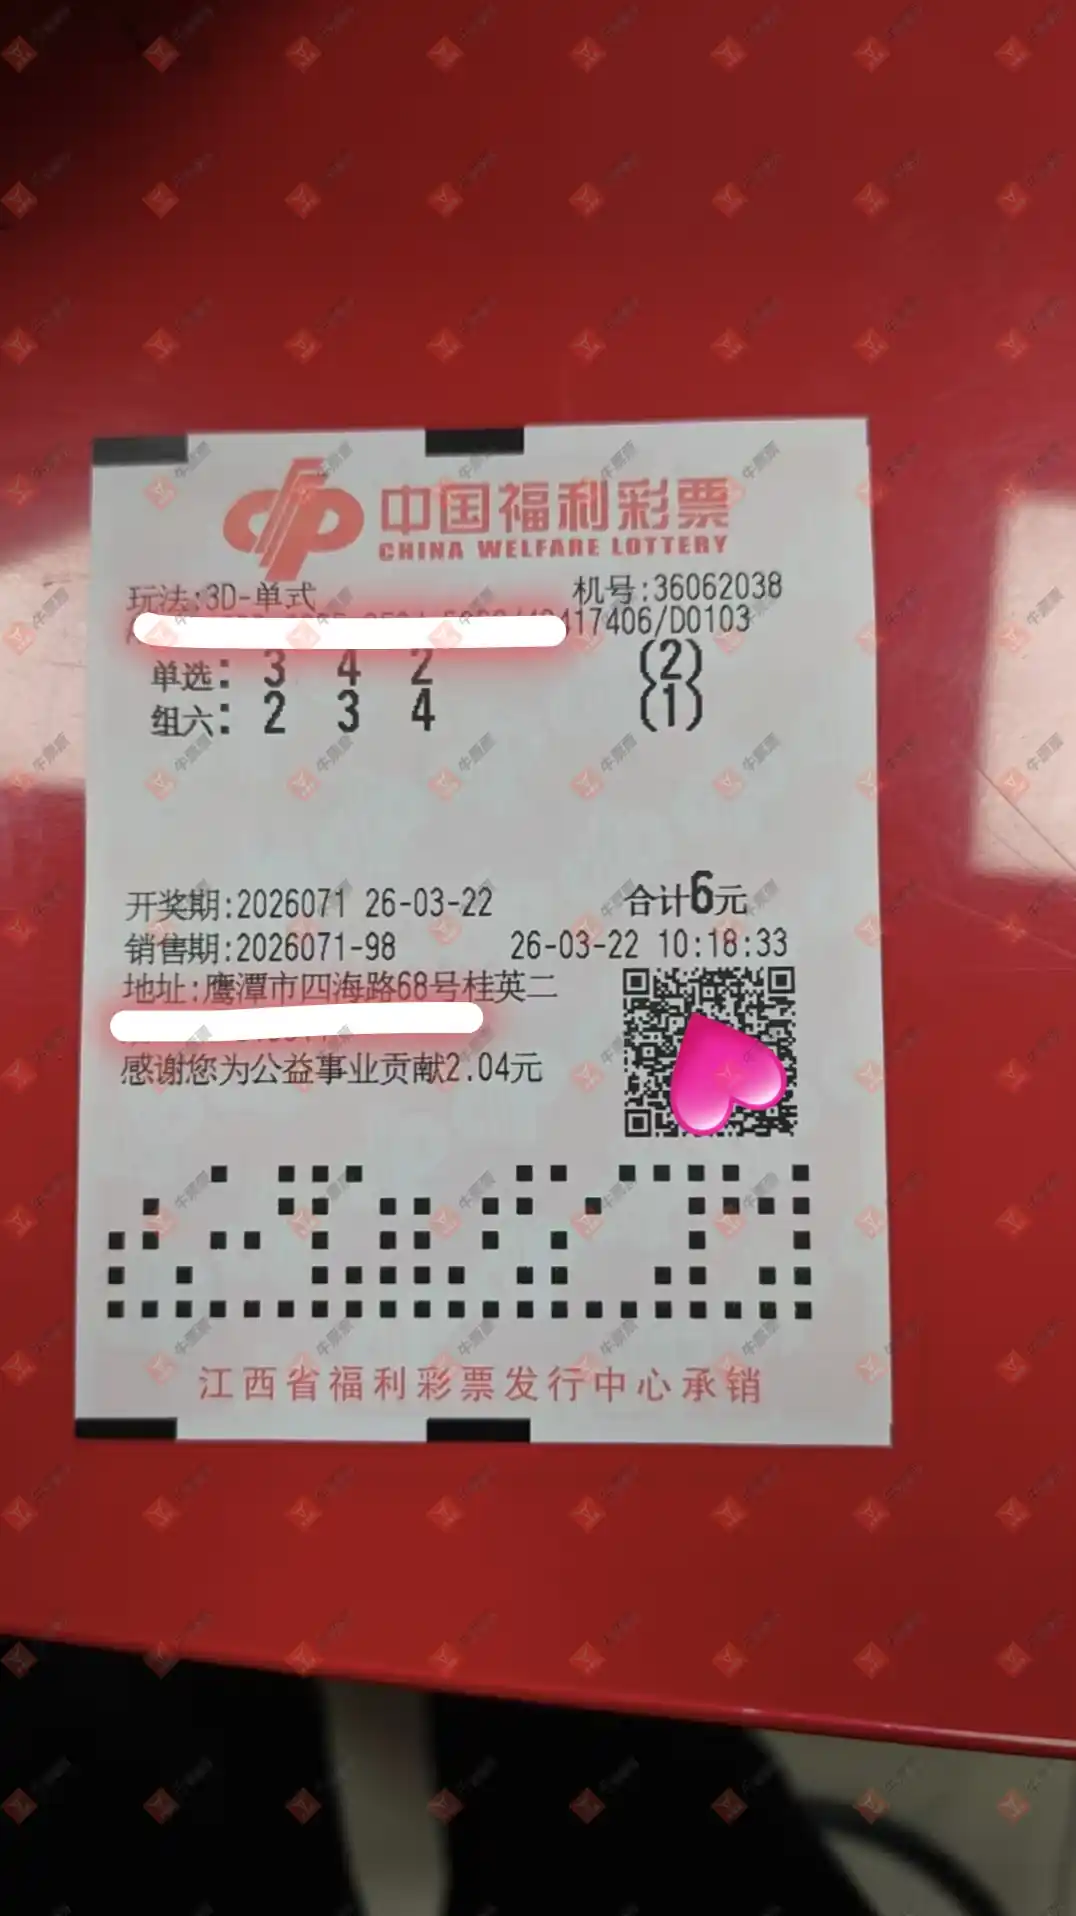 中国福利彩票
CHINA WELFARE LOTTERY
玩法:3D-单式 机号:36062038
17406/D0103
单选: 3 4 2 (2)
组六: 2 3 4 (1)
开奖期:2026071 26-03-22 合计6元
销售期:2026071-98 26-03-22 10:18:33
地址:鹰潭市四海路68号桂英二
感谢您为公益事业贡献2.04元
江西省福利彩票发行中心承销
牛票票